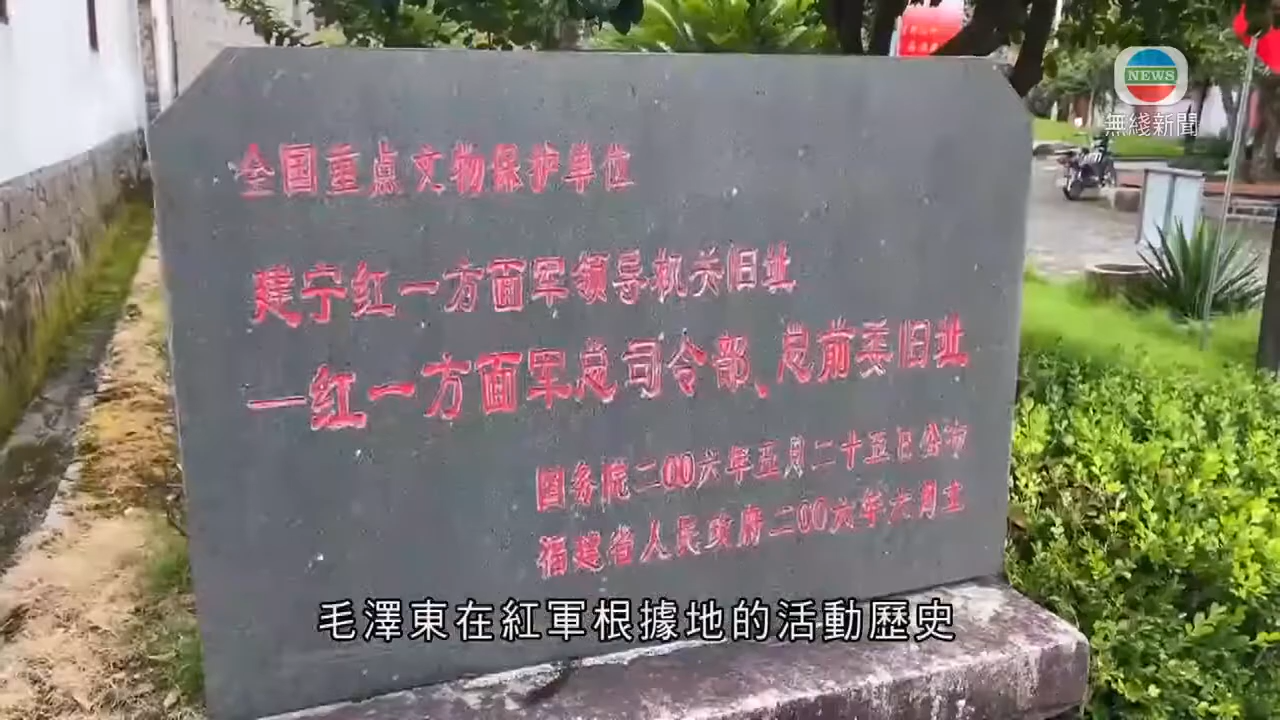 全国重点文物保护单位
建宁红一方面军领导机关旧址
—红一方面军总司令部、总前委旧址
国务院二〇〇六年五月二十五日公布
福建省人民政府二〇〇六年六月立
NEWS
無綫新聞
毛澤東在紅軍根據地的活動歷史